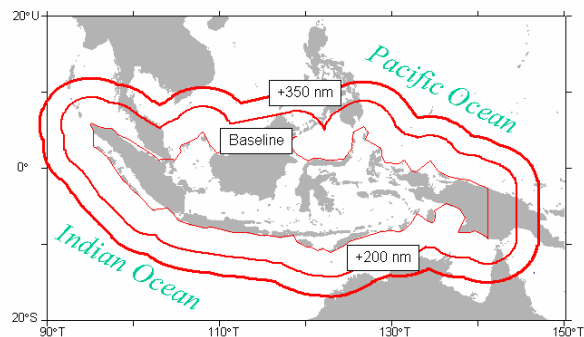 20°U
Pacific Ocean
+350 nm
Baseline
0°
Indian Ocean
+200 nm
20°S
90°T
110°T
130°T
150°T